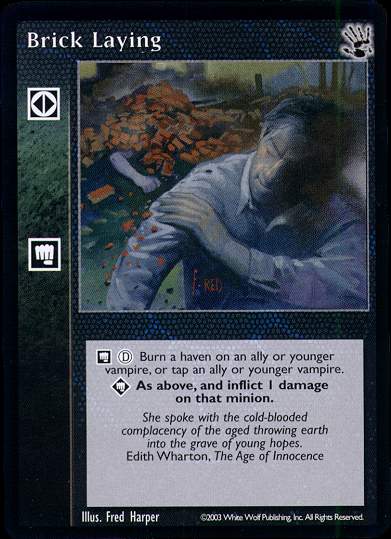 Brick Laying
F. RED
D Burn a haven on an ally or younger
vampire, or tap an ally or younger vampire.
As above, and inflict 1 damage
on that minion.
She spoke with the cold-blooded
complacency of the aged throwing earth
into the grave of young hopes.
Edith Wharton, The Age of Innocence
Illus. Fred Harper
©2003 White Wolf Publishing, Inc. All Rights Reserved.